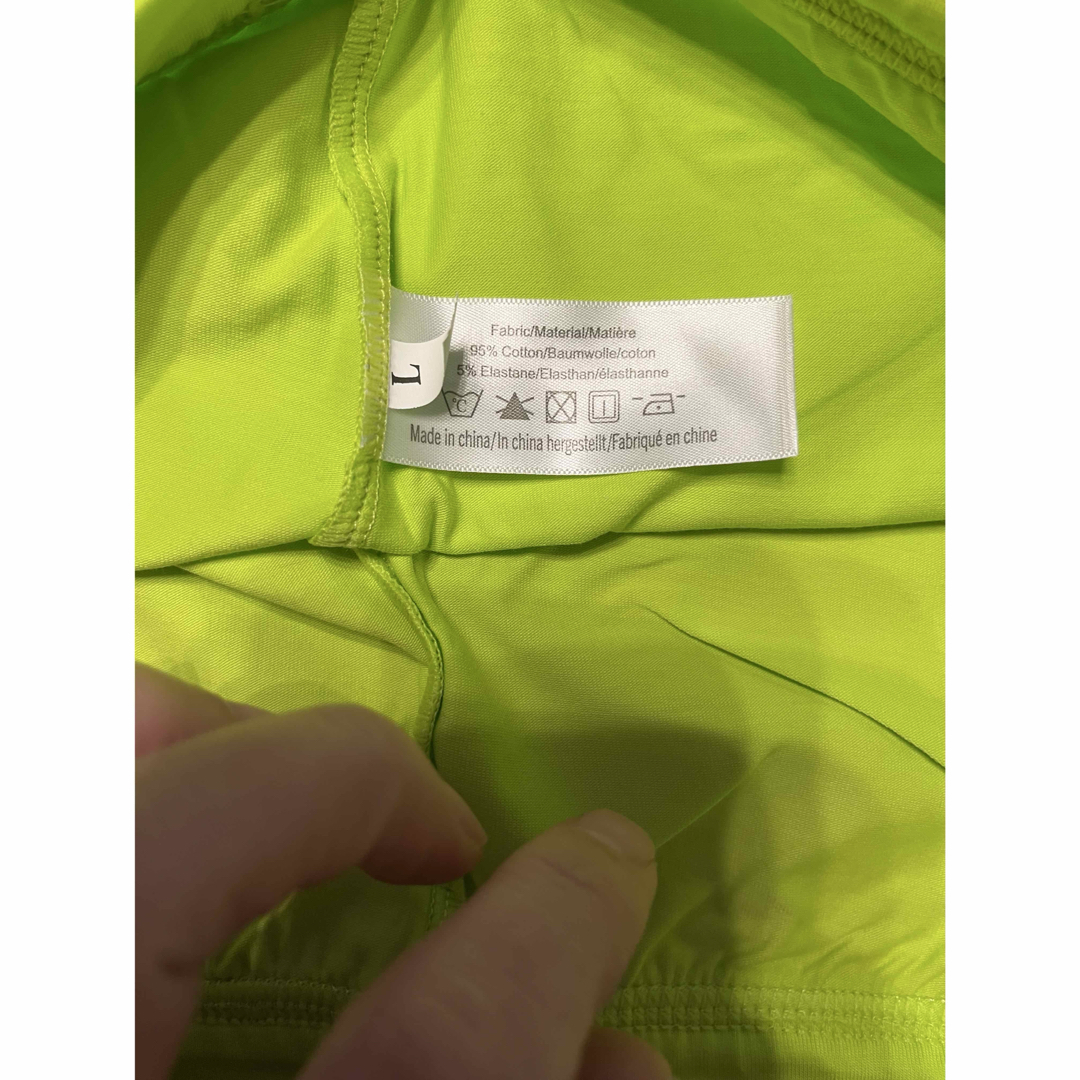 Fabric/Material/Matière
95% Cotton/Baumwolle/coton
5% Elastane/Elasthan/élasthanne
L
°C
Made in china/In china hergestellt/Fabriqué en chine